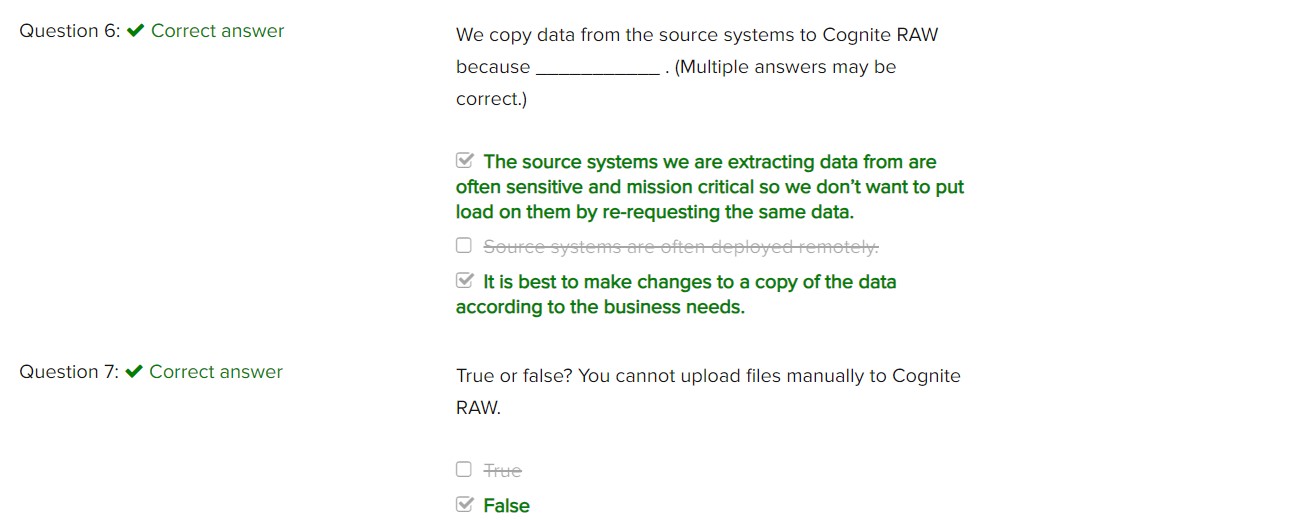 Question 6: ✔ Correct answer
We copy data from the source systems to Cognite RAW
because ___________ . (Multiple answers may be
correct.)
The source systems we are extracting data from are
often sensitive and mission critical so we don’t want to put
load on them by re-requesting the same data.
Source systems are often deployed remotely.
It is best to make changes to a copy of the data
according to the business needs.
Question 7: ✔ Correct answer
True or false? You cannot upload files manually to Cognite
RAW.
True
False